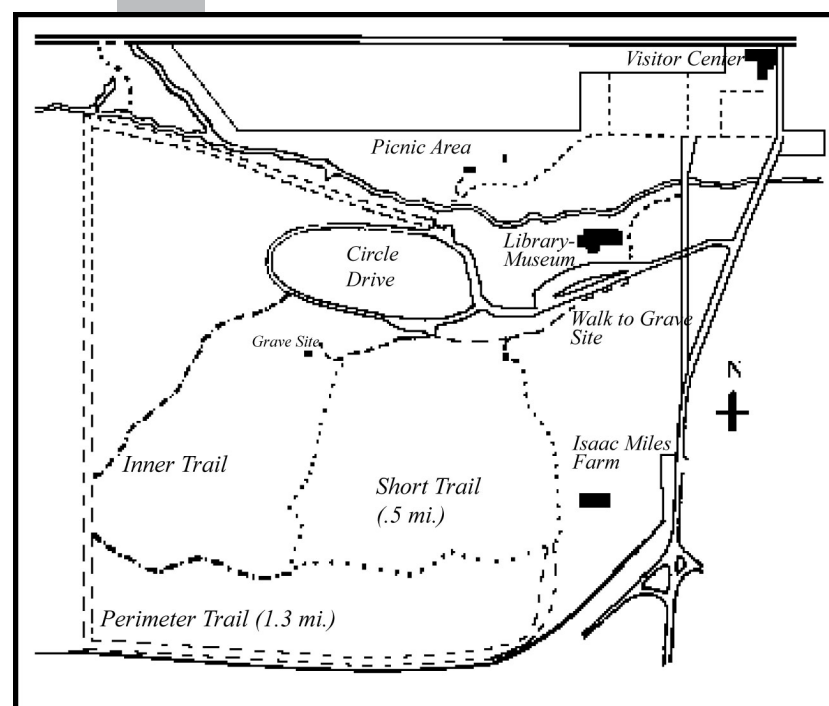 Visitor Center
Picnic Area
Library-
Museum
Circle
Drive
Walk to Grave
Site
Grave Site
N
Isaac Miles
Farm
Inner Trail
Short Trail
(.5 mi.)
Perimeter Trail (1.3 mi.)